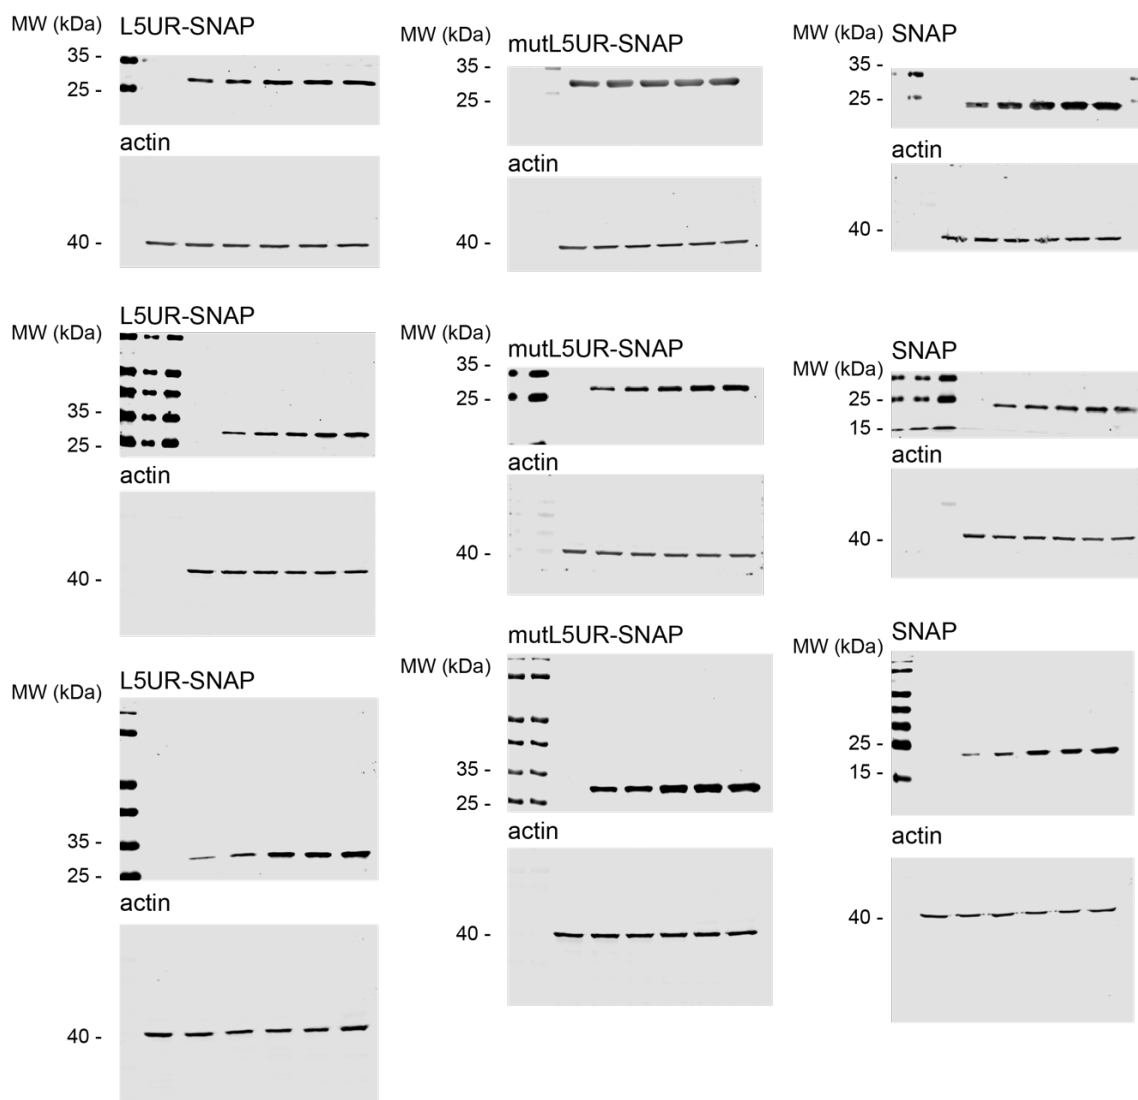 L5UR-SNAP
MW (kDa)
35 -
25 -
actin
40 -
mutL5UR-SNAP
MW (kDa)
35 -
25 -
actin
40 -
SNAP
MW (kDa)
35 -
25 -
actin
40 -
L5UR-SNAP
MW (kDa)
35 -
25 -
actin
40 -
mutL5UR-SNAP
MW (kDa)
35 -
25 -
actin
40 -
SNAP
MW (kDa)
25 -
15 -
actin
40 -
L5UR-SNAP
MW (kDa)
35 -
25 -
actin
40 -
mutL5UR-SNAP
MW (kDa)
35 -
25 -
actin
40 -
SNAP
MW (kDa)
25 -
15 -
actin
40 -